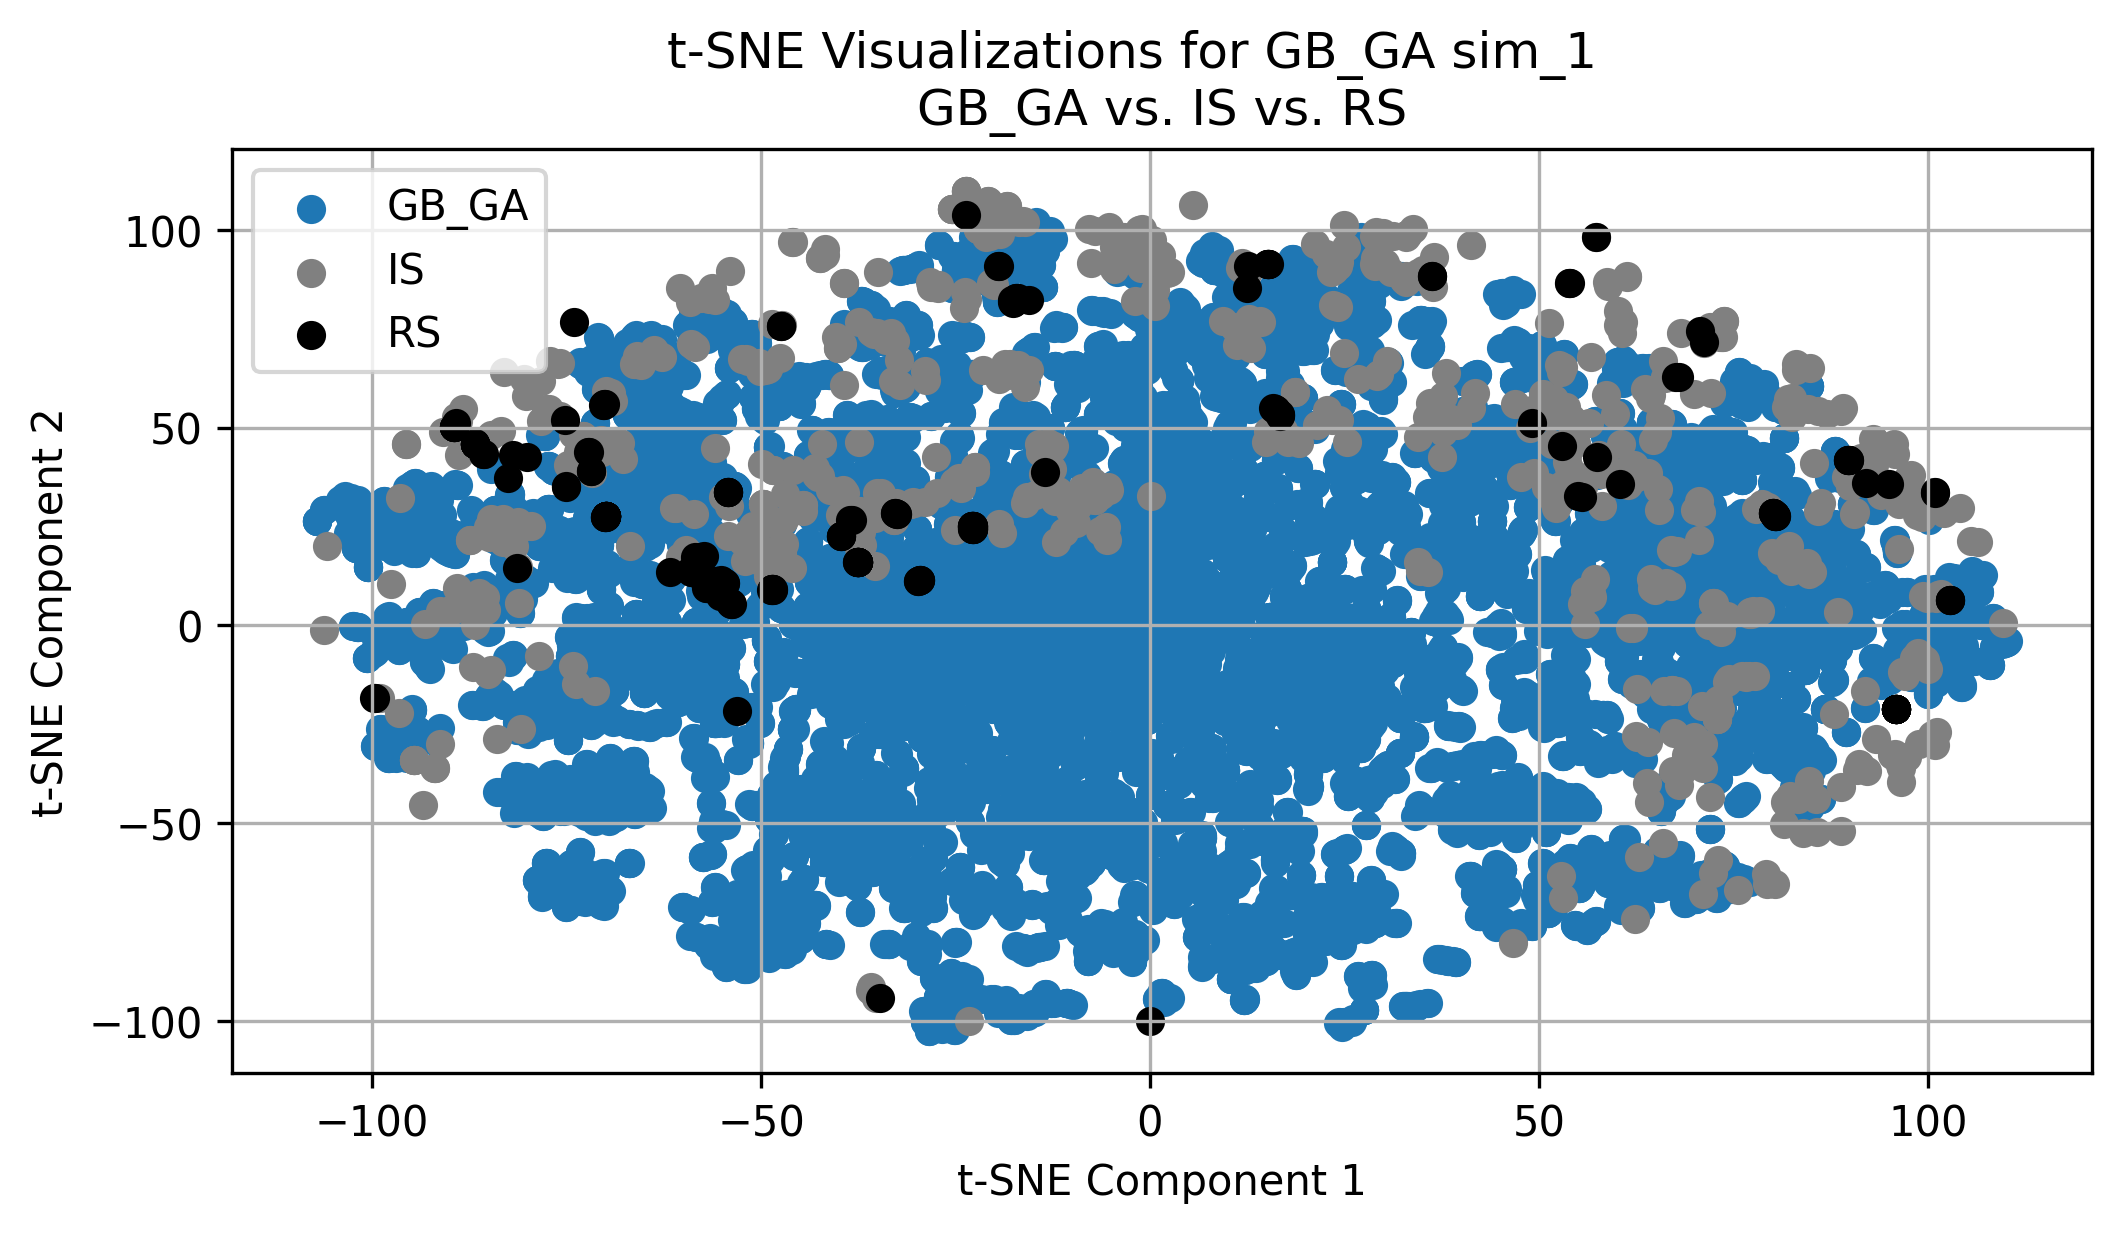 t-SNE Visualizations for GB_GA sim_1
GB_GA vs. IS vs. RS
GB_GA
IS
RS
100
50
0
−50
−100
t-SNE Component 2
−100
−50
0
50
100
t-SNE Component 1